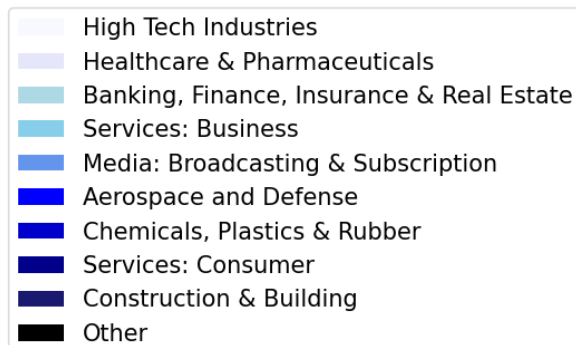 High Tech Industries
Healthcare & Pharmaceuticals
Banking, Finance, Insurance & Real Estate
Services: Business
Media: Broadcasting & Subscription
Aerospace and Defense
Chemicals, Plastics & Rubber
Services: Consumer
Construction & Building
Other